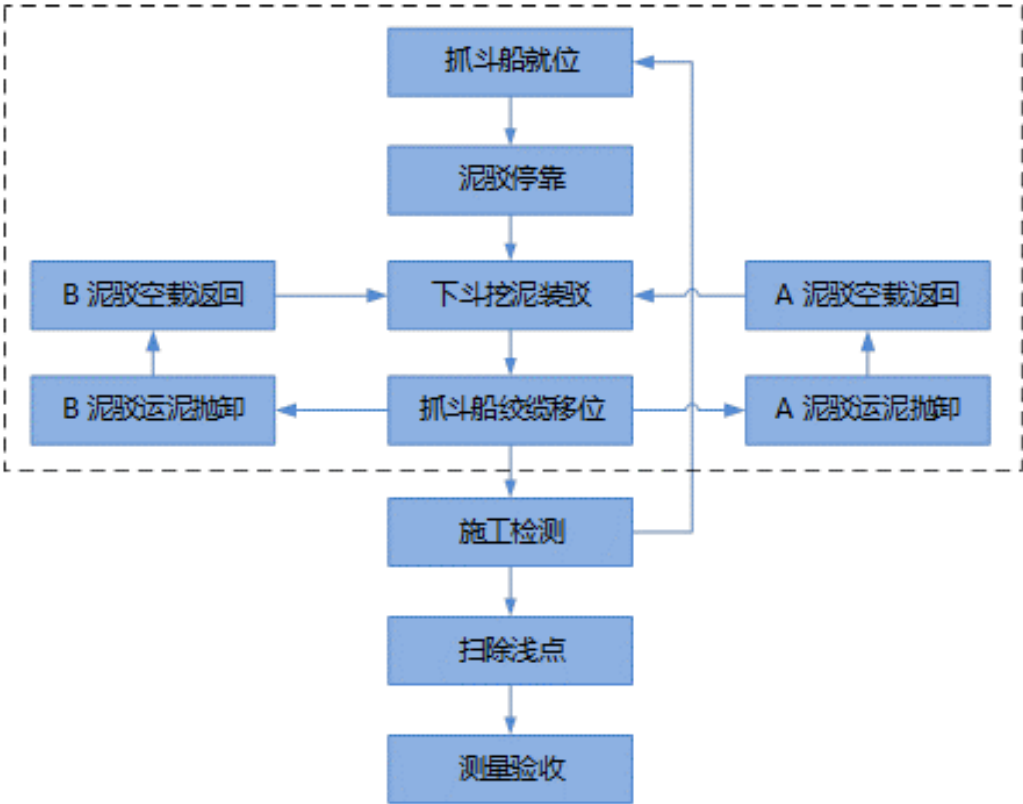 抓斗船就位
泥驳停靠
B 泥驳空载返回
下斗挖泥装驳
A 泥驳空载返回
B 泥驳运泥抛卸
抓斗船绞缆移位
A 泥驳运泥抛卸
施工检测
扫除浅点
测量验收